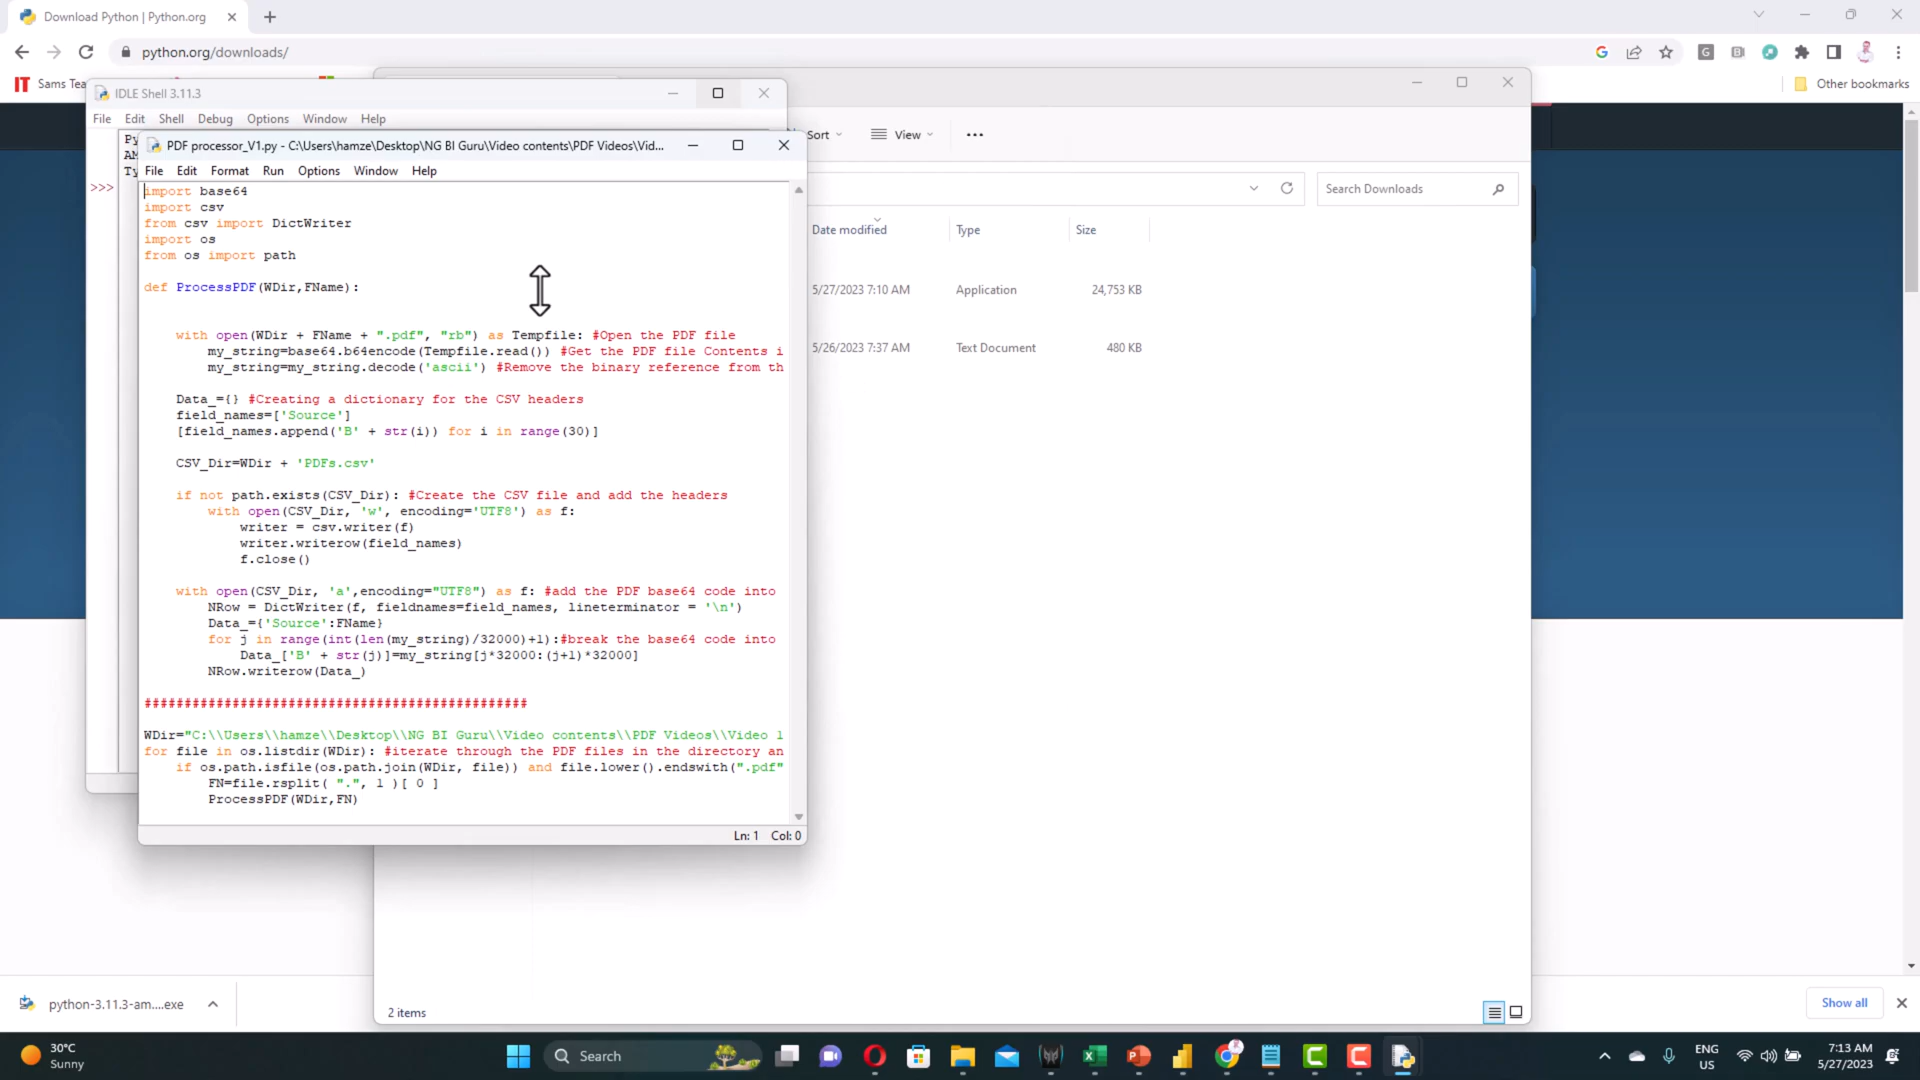 Download Python | Python.org
python.org/downloads/
Sams Tea
Other bookmarks
IDLE Shell 3.11.3
File Edit Shell Debug Options Window Help
Py
AM
Ty
>>>
PDF processor_V1.py - C:\Users\hamze\Desktop\NG BI Guru\Video contents\PDF Videos\Vid...
File Edit Format Run Options Window Help
import base64
import csv
from csv import DictWriter
import os
from os import path
def ProcessPDF(WDir,FName):
with open(WDir + FName + ".pdf", "rb") as Tempfile: #Open the PDF file
my_string=base64.b64encode(Tempfile.read()) #Get the PDF file Contents i
my_string=my_string.decode('ascii') #Remove the binary reference from th
Data_={} #Creating a dictionary for the CSV headers
field_names=['Source']
[field_names.append('B' + str(i)) for i in range(30)]
CSV_Dir=WDir + 'PDFs.csv'
if not path.exists(CSV_Dir): #Create the CSV file and add the headers
with open(CSV_Dir, 'w', encoding='UTF8') as f:
writer = csv.writer(f)
writer.writerow(field_names)
f.close()
with open(CSV_Dir, 'a',encoding="UTF8") as f: #add the PDF base64 code into
NRow = DictWriter(f, fieldnames=field_names, lineterminator = '\n')
Data_={'Source':FName}
for j in range(int(len(my_string)/32000)+1):#break the base64 code into
Data_['B' + str(j)]=my_string[j*32000:(j+1)*32000]
NRow.writerow(Data_)
################################################
WDir="C:\\Users\\hamze\\Desktop\\NG BI Guru\\Video contents\\PDF Videos\\Video 1
for file in os.listdir(WDir): #iterate through the PDF files in the directory an
if os.path.isfile(os.path.join(WDir, file)) and file.lower().endswith(".pdf"
FN=file.rsplit( ".", 1 )[ 0 ]
ProcessPDF(WDir,FN)
Ln: 1 Col: 0
Sort View
Search Downloads
Date modified Type Size
5/27/2023 7:10 AM Application 24,753 KB
5/26/2023 7:37 AM Text Document 480 KB
2 items
python-3.11.3-am....exe
Show all
30°C
Sunny
Search
ENG
US
7:13 AM
5/27/2023